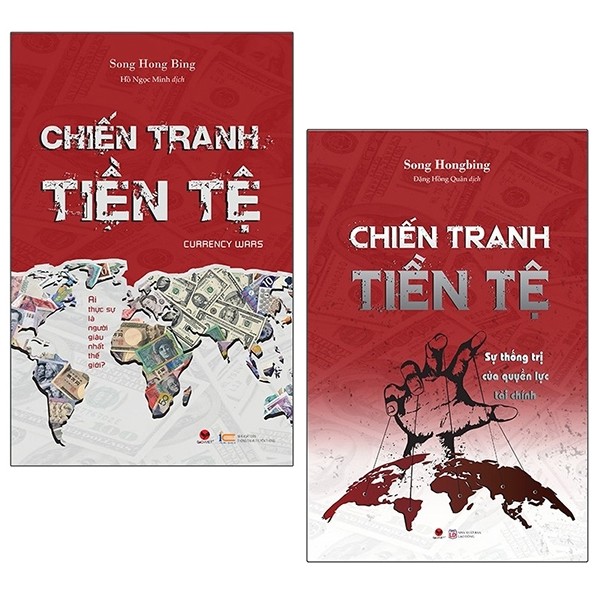 Song Hong Bing
Hồ Ngọc Minh dịch
CHIẾN TRANH
TIỀN TỆ
CURRENCY WARS
Ai
thực sự
là
người
giàu
nhất
thế
giới?
Song Hongbing
Đặng Hồng Quân dịch
CHIẾN TRANH
TIỀN TỆ
Sự thống trị
của quyền lực
tài chính